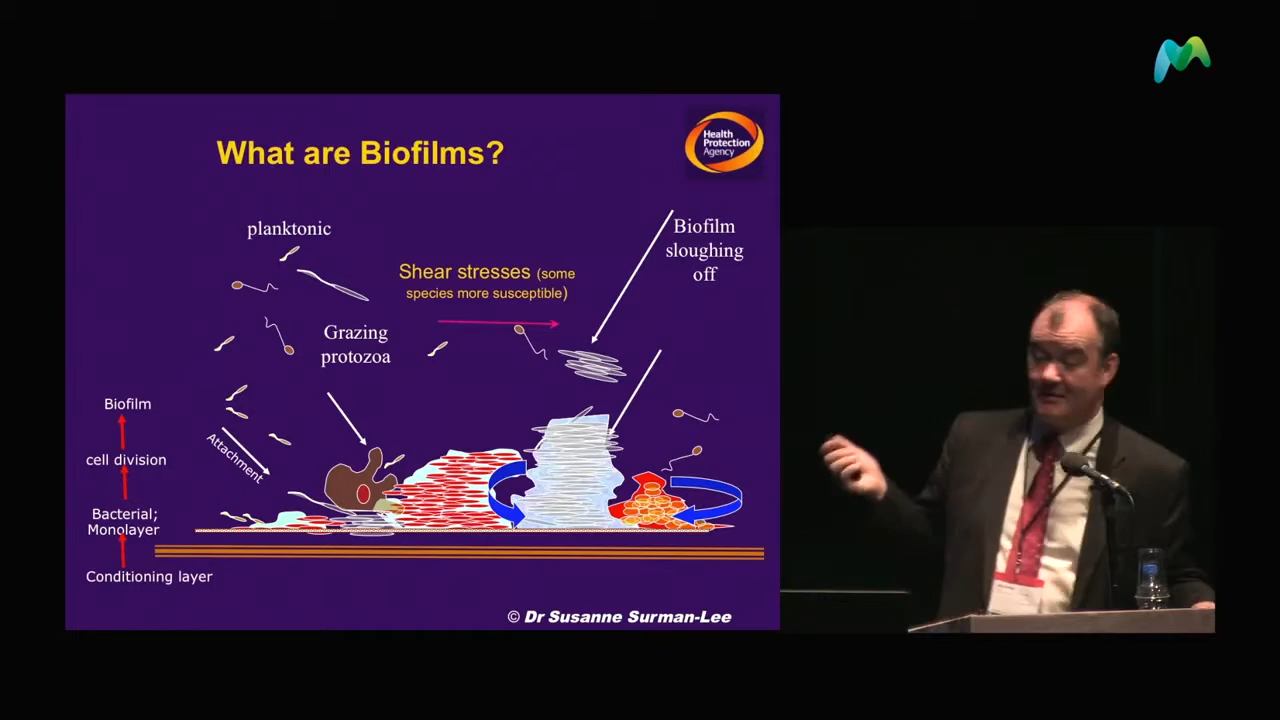 What are Biofilms?
Health
Protection
Agency
planktonic
Biofilm
sloughing
off
Shear stresses (some
species more susceptible)
Grazing
protozoa
Biofilm
Attachment
cell division
Bacterial;
Monolayer
Conditioning layer
© Dr Susanne Surman-Lee